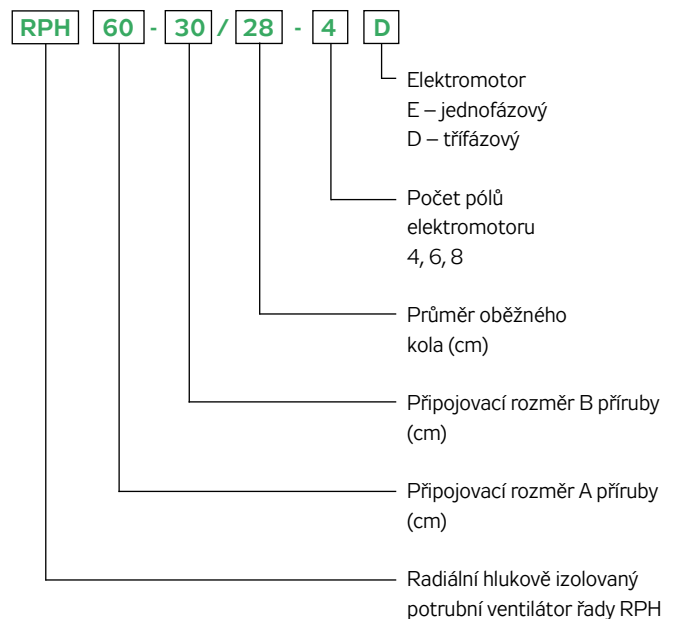 RPH 60 - 30 / 28 - 4 D
Elektromotor
E – jednofázový
D – třífázový
Počet pólů
elektromotoru
4, 6, 8
Průměr oběžného
kola (cm)
Připojovací rozměr B příruby
(cm)
Připojovací rozměr A příruby
(cm)
Radiální hlukově izolovaný
potrubní ventilátor řady RPH